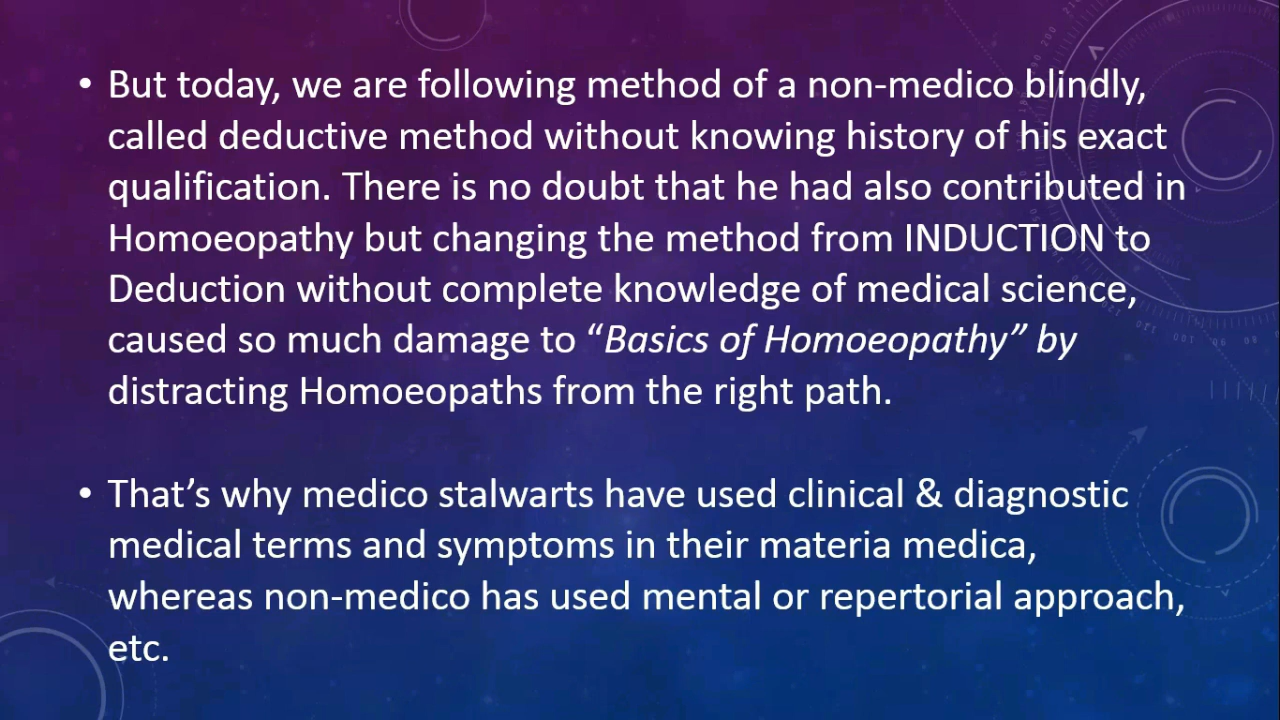 • But today, we are following method of a non-medico blindly,
called deductive method without knowing history of his exact
qualification. There is no doubt that he had also contributed in
Homoeopathy but changing the method from INDUCTION to
Deduction without complete knowledge of medical science,
caused so much damage to “Basics of Homoeopathy” by
distracting Homoeopaths from the right path.
• That’s why medico stalwarts have used clinical & diagnostic
medical terms and symptoms in their materia medica,
whereas non-medico has used mental or repertorial approach,
etc.